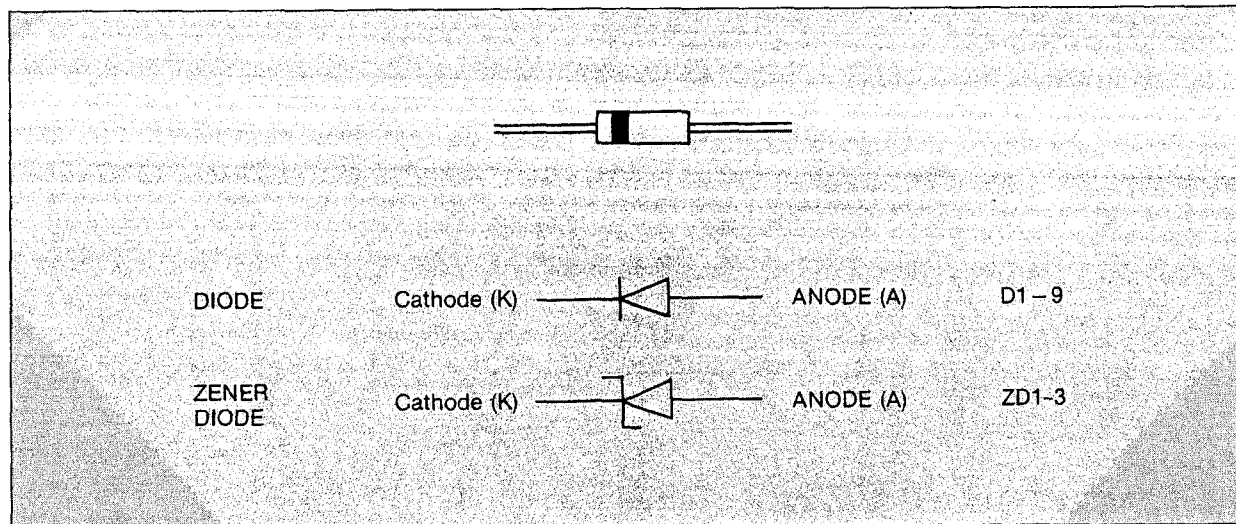 DIODE Cathode (K) ANODE (A) D1 – 9
ZENER
DIODE Cathode (K) ANODE (A) ZD1-3